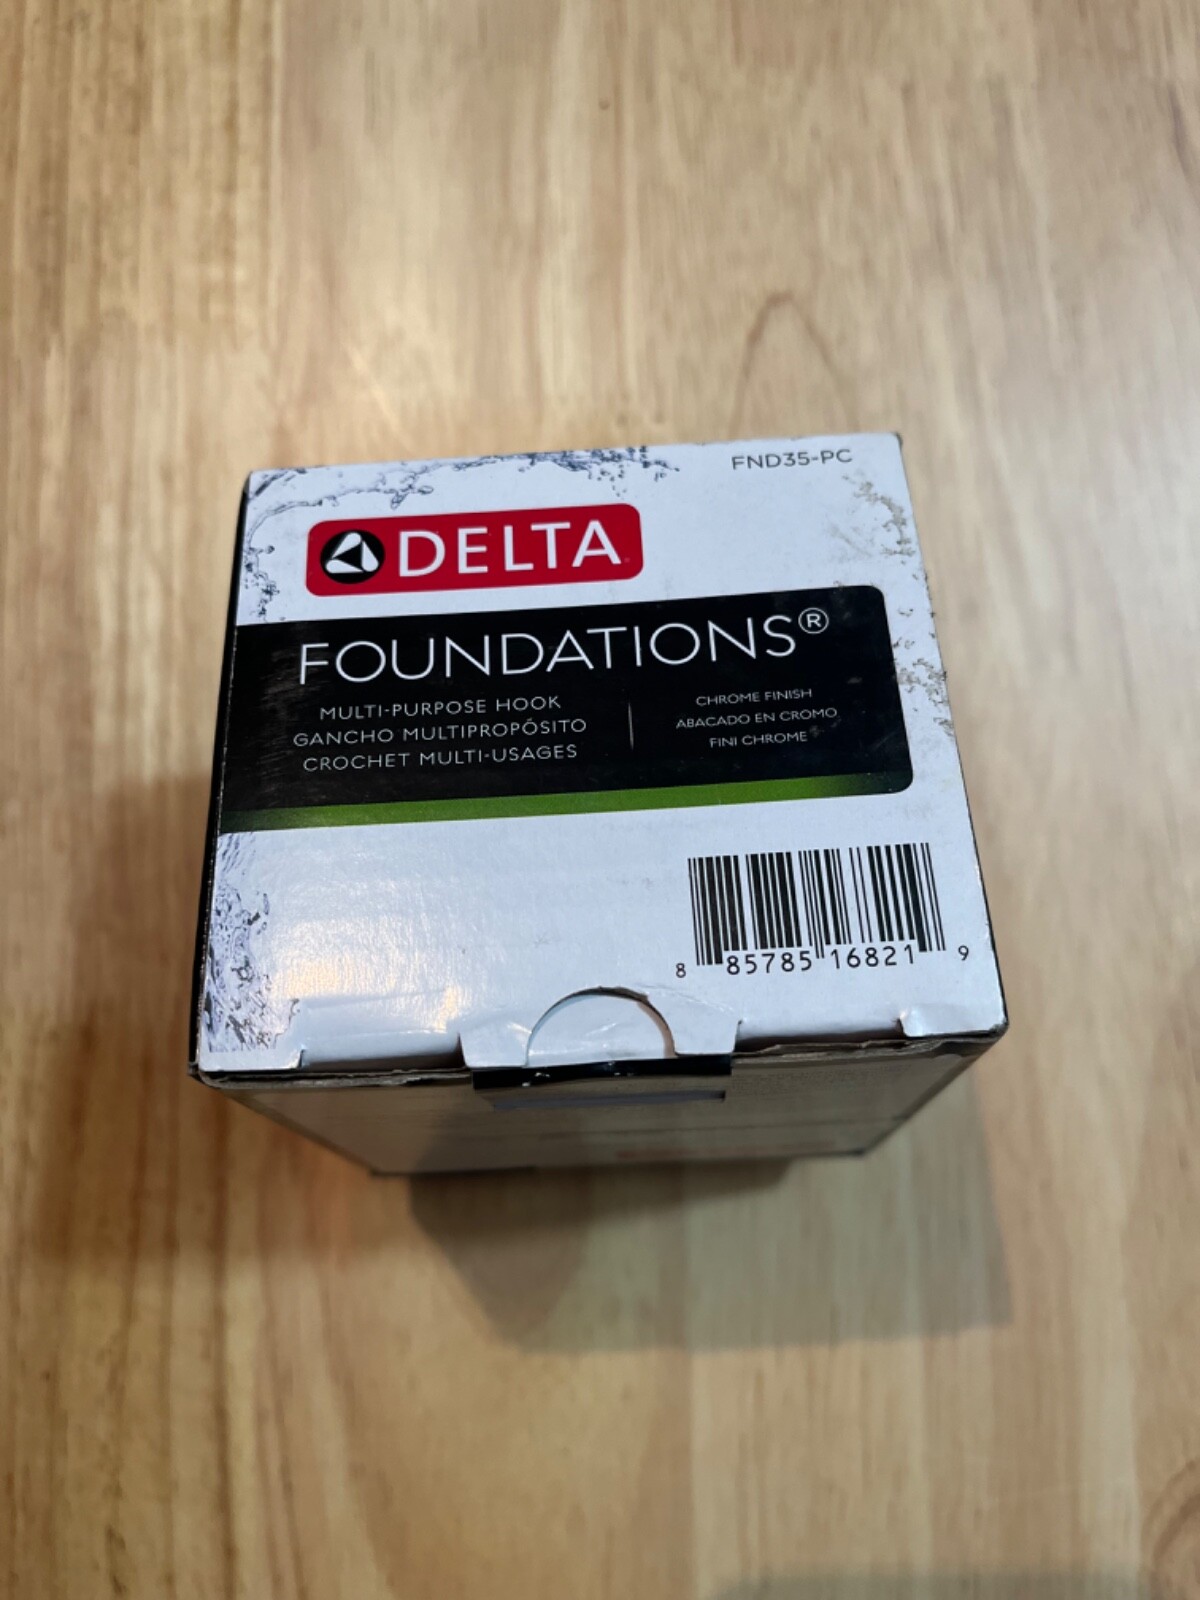 FND35-PC
DELTA
FOUNDATIONS®
MULTI-PURPOSE HOOK
GANCHO MULTIPROPÓSITO
CROCHET MULTI-USAGES
CHROME FINISH
ABACADO EN CROMO
FINI CHROME
8 85785 16821 9